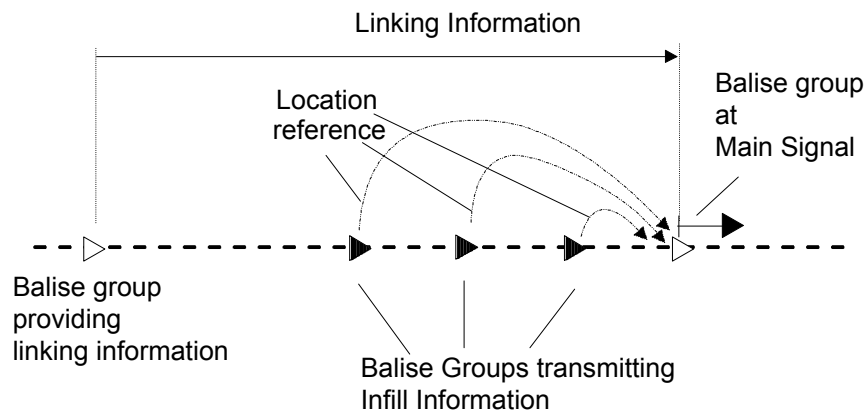 Linking Information
Balise group
at
Main Signal
Location
reference
Balise group
providing
linking information
Balise Groups transmitting
Infill Information